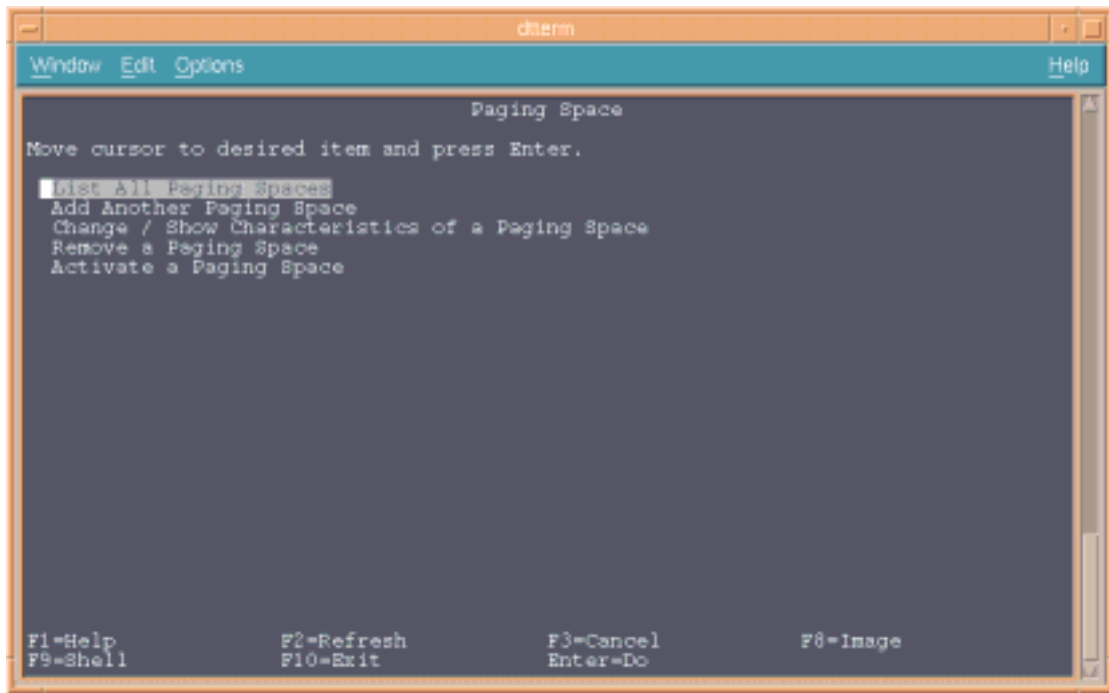 dtterm
Window Edit Options Help
Paging Space
Move cursor to desired item and press Enter.
List All Paging Spaces
Add Another Paging Space
Change / Show Characteristics of a Paging Space
Remove a Paging Space
Activate a Paging Space
F1=Help F2=Refresh F3=Cancel F8=Image
F9=Shell F10=Exit Enter=Do